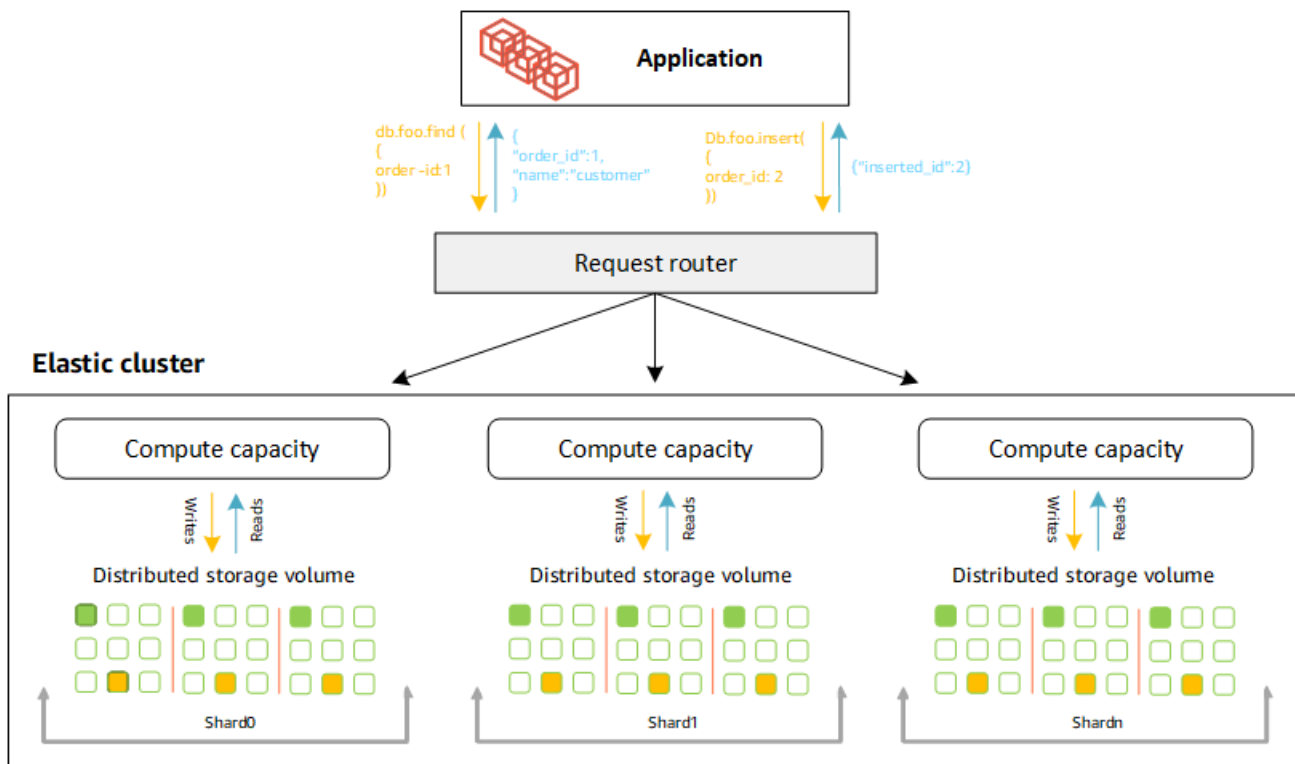 Application
db.foo.find (
{
order -id:1
})
{
"order_id":1,
"name":"customer"
}
Db.foo.insert(
{
order_id: 2
})
{"inserted_id":2}
Request router
Elastic cluster
Compute capacity
Compute capacity
Compute capacity
Writes
Reads
Writes
Reads
Writes
Reads
Distributed storage volume
Distributed storage volume
Distributed storage volume
Shard0
Shard1
Shardn